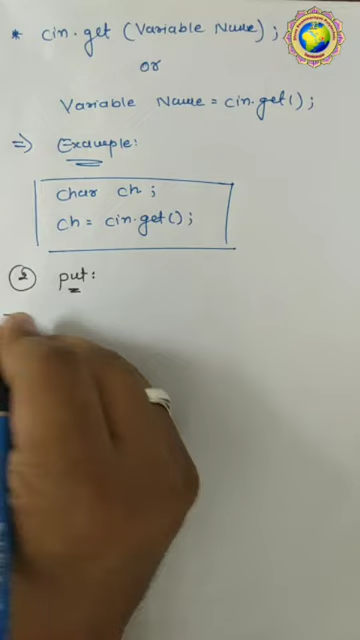 * cin.get (Variable Name);
or
Variable Name = cin.get();
=> Example:
char ch;
ch = cin.get();
② put: